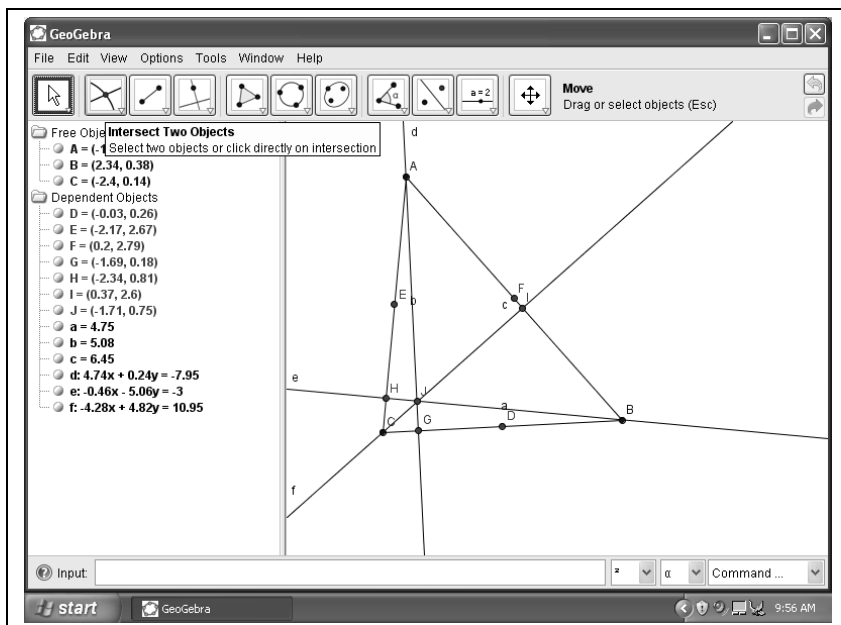 GeoGebra
File Edit View Options Tools Window Help
α
a = 2
Move
Drag or select objects (Esc)
Free Obje
Intersect Two Objects
Select two objects or click directly on intersection
A = (-1
B = (2.34, 0.38)
C = (-2.4, 0.14)
Dependent Objects
D = (-0.03, 0.26)
E = (-2.17, 2.67)
F = (0.2, 2.79)
G = (-1.69, 0.18)
H = (-2.34, 0.81)
I = (0.37, 2.6)
J = (-1.71, 0.75)
a = 4.75
b = 5.08
c = 6.45
d: 4.74x + 0.24y = -7.95
e: -0.46x - 5.06y = -3
f: -4.28x + 4.82y = 10.95
d
A
E b
F
c I
e
H J
a
B
C G D
f
Input:
²
α
Command ...
start
GeoGebra
9:56 AM